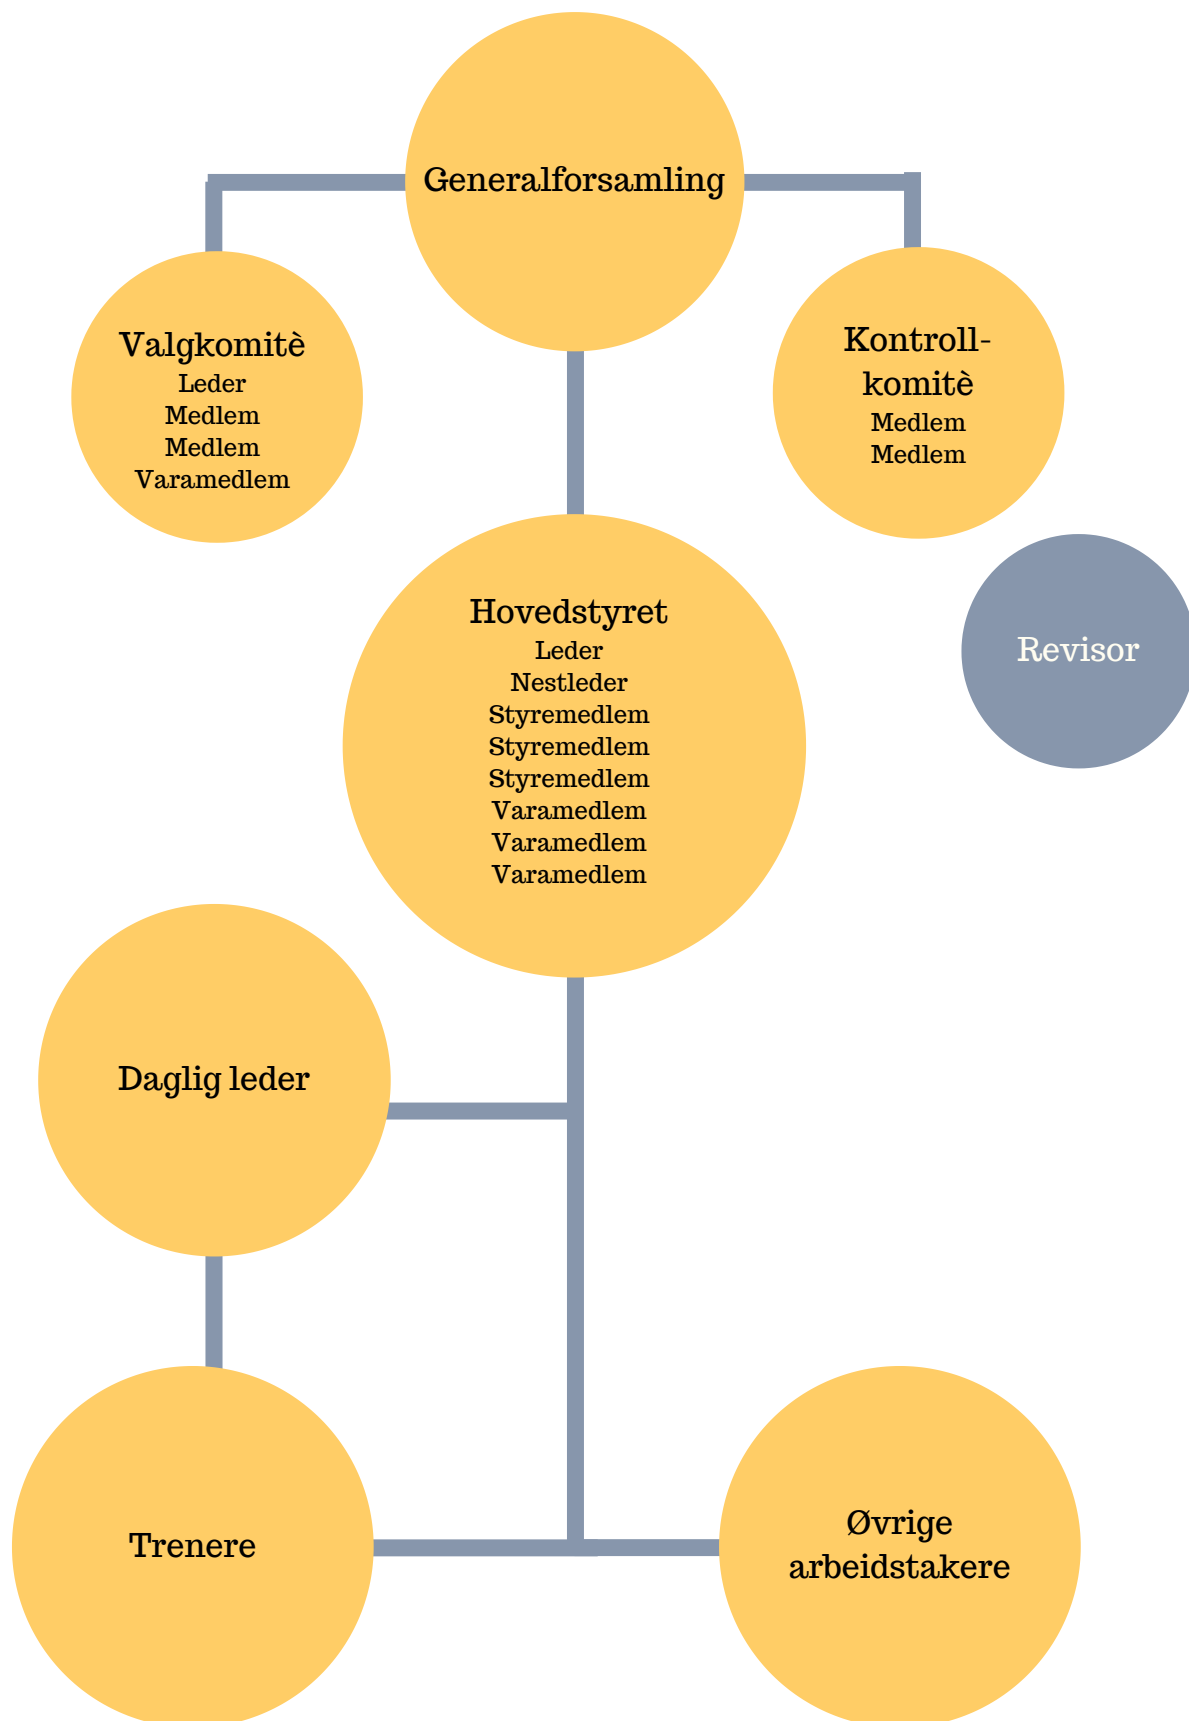 Generalforsamling
Valgkomitè
Leder
Medlem
Medlem
Varamedlem
Kontroll-
komitè
Medlem
Medlem
Hovedstyret
Leder
Nestleder
Styremedlem
Styremedlem
Styremedlem
Varamedlem
Varamedlem
Varamedlem
Revisor
Daglig leder
Trenere
Øvrige
arbeidstakere